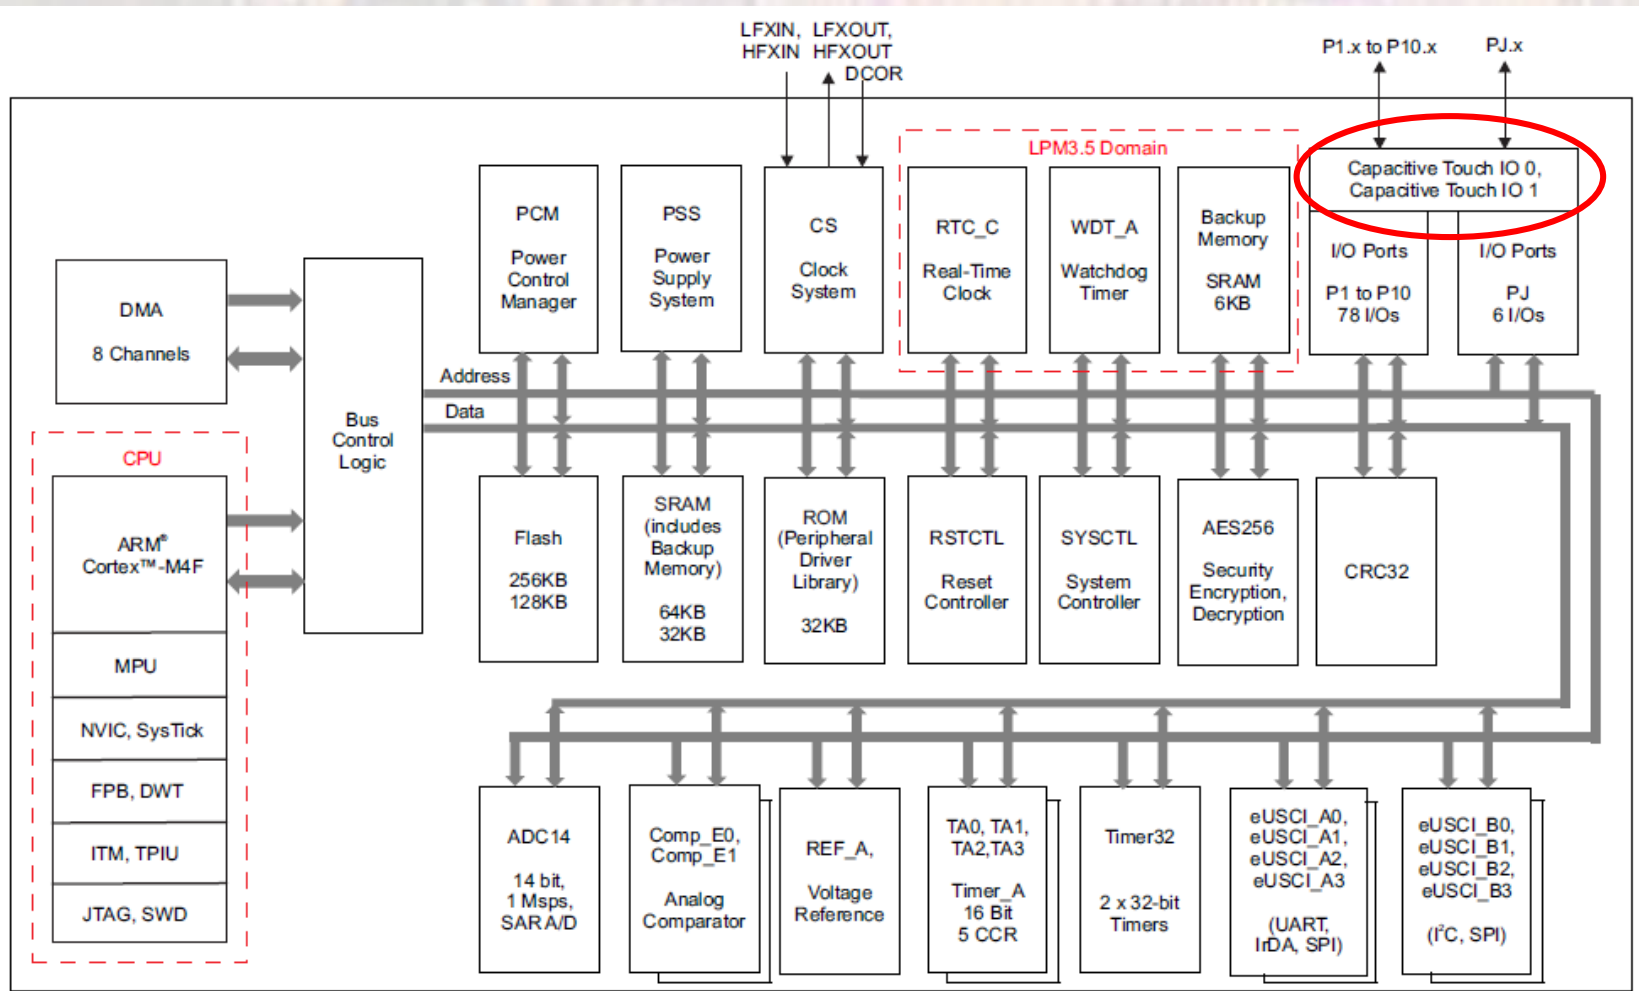 LFXIN, LFXOUT,
HFXIN HFXOUT
DCOR
P1.x to P10.x
PJ.x
LPM3.5 Domain
Capacitive Touch IO 0,
Capacitive Touch IO 1
PCM
Power
Control
Manager
PSS
Power
Supply
System
CS
Clock
System
RTC_C
Real-Time
Clock
WDT_A
Watchdog
Timer
Backup
Memory
SRAM
6KB
I/O Ports
P1 to P10
78 I/Os
I/O Ports
PJ
6 I/Os
DMA
8 Channels
Bus
Control
Logic
Address
Data
CPU
ARM®
Cortex™-M4F
MPU
NVIC, SysTick
FPB, DWT
ITM, TPIU
JTAG, SWD
Flash
256KB
128KB
SRAM
(includes
Backup
Memory)
64KB
32KB
ROM
(Peripheral
Driver
Library)
32KB
RSTCTL
Reset
Controller
SYSCTL
System
Controller
AES256
Security
Encryption,
Decryption
CRC32
ADC14
14 bit,
1 Msps,
SAR A/D
Comp_E0,
Comp_E1
Analog
Comparator
REF_A,
Voltage
Reference
TA0, TA1,
TA2,TA3
Timer_A
16 Bit
5 CCR
Timer32
2 x 32-bit
Timers
eUSCI_A0,
eUSCI_A1,
eUSCI_A2,
eUSCI_A3
(UART,
IrDA, SPI)
eUSCI_B0,
eUSCI_B1,
eUSCI_B2,
eUSCI_B3
(I²C, SPI)